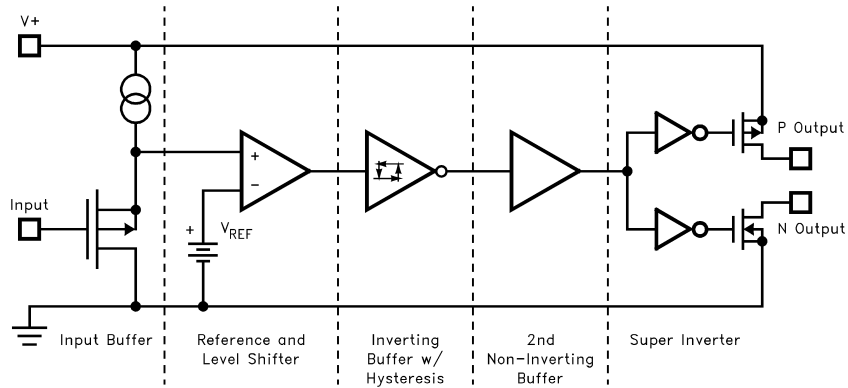 V+
Input
+
–
+
VREF
P Output
N Output
Input Buffer
Reference and
Level Shifter
Inverting
Buffer w/
Hysteresis
2nd
Non-Inverting
Buffer
Super Inverter